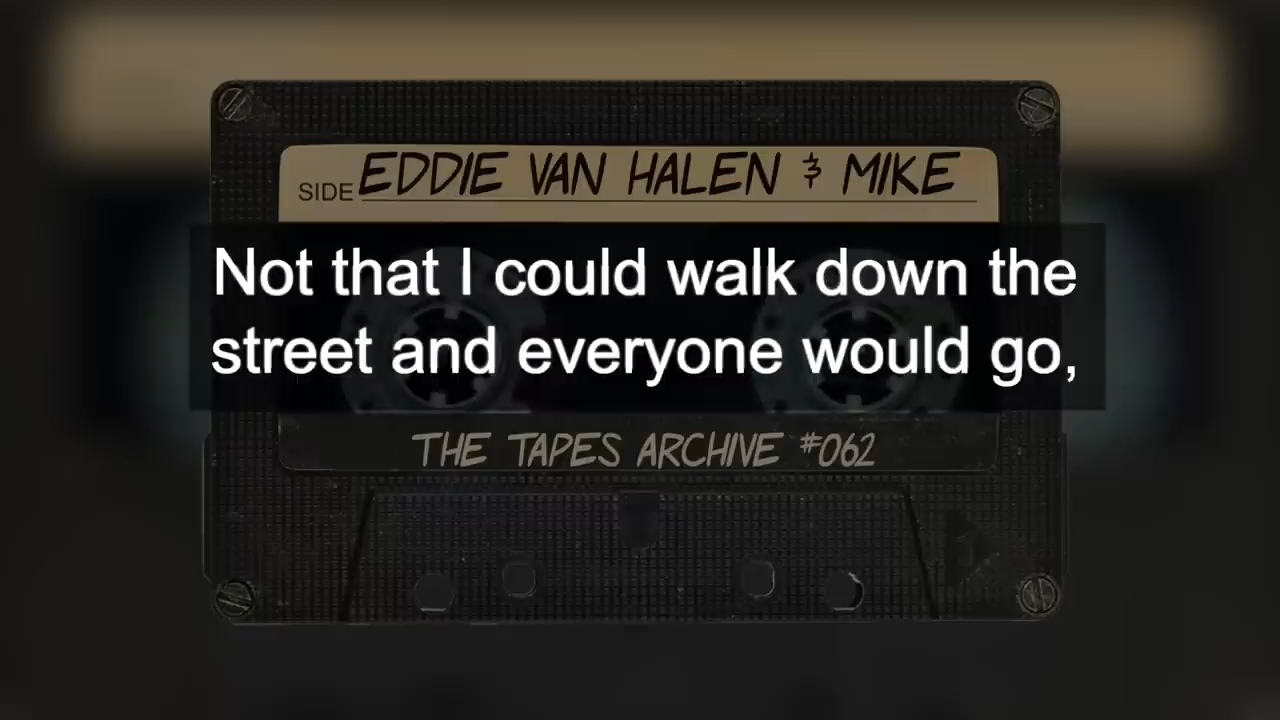 SIDE EDDIE VAN HALEN & MIKE
Not that I could walk down the
street and everyone would go,
THE TAPES ARCHIVE #062